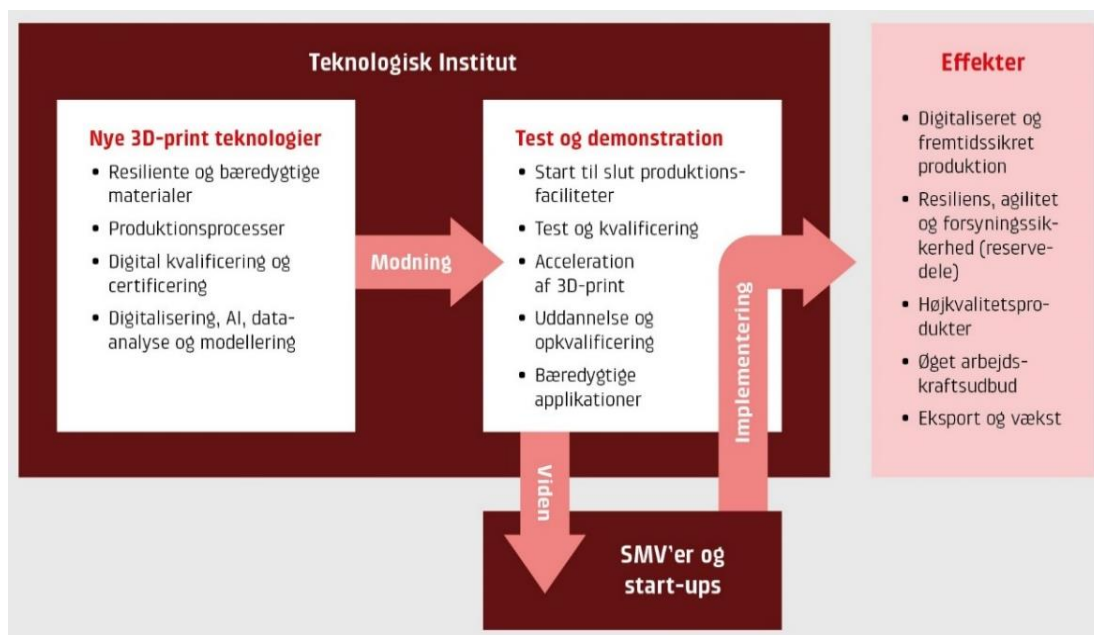 Teknologisk Institut
Nye 3D-print teknologier
• Resiliente og bæredygtige
materialer
• Produktionsprocesser
• Digital kvalificering og
certificering
• Digitalisering, AI, data-
analyse og modellering
Modning
Test og demonstration
• Start til slut produktions-
faciliteter
• Test og kvalificering
• Acceleration
af 3D-print
• Uddannelse og
opkvalificering
• Bæredygtige
applikationer
Viden
SMV'er og
start-ups
Implementering
Effekter
• Digitaliseret og
fremtidssikret
produktion
• Resiliens, agilitet
og forsyningssik-
kerhed (reserve-
dele)
• Højkvalitetspro-
dukter
• Øget arbejds-
kraftsudbud
• Eksport og vækst